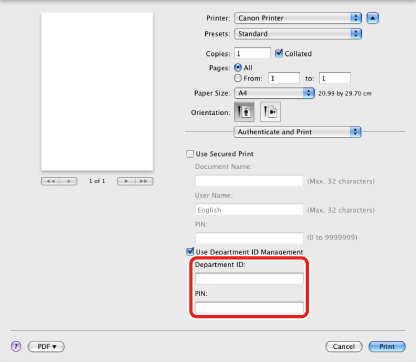 Printer: Canon Printer
Presets: Standard
Copies: 1 Collated
Pages: All
From: 1 to: 1
Paper Size: A4 20.99 by 29.70 cm
Orientation:
Authenticate and Print
Use Secured Print
Document Name:
(Max. 32 characters)
User Name:
English (Max. 32 characters)
PIN:
(0 to 9999999)
Use Department ID Management
Department ID:
PIN:
1 of 1
? PDF ▾ Cancel Print